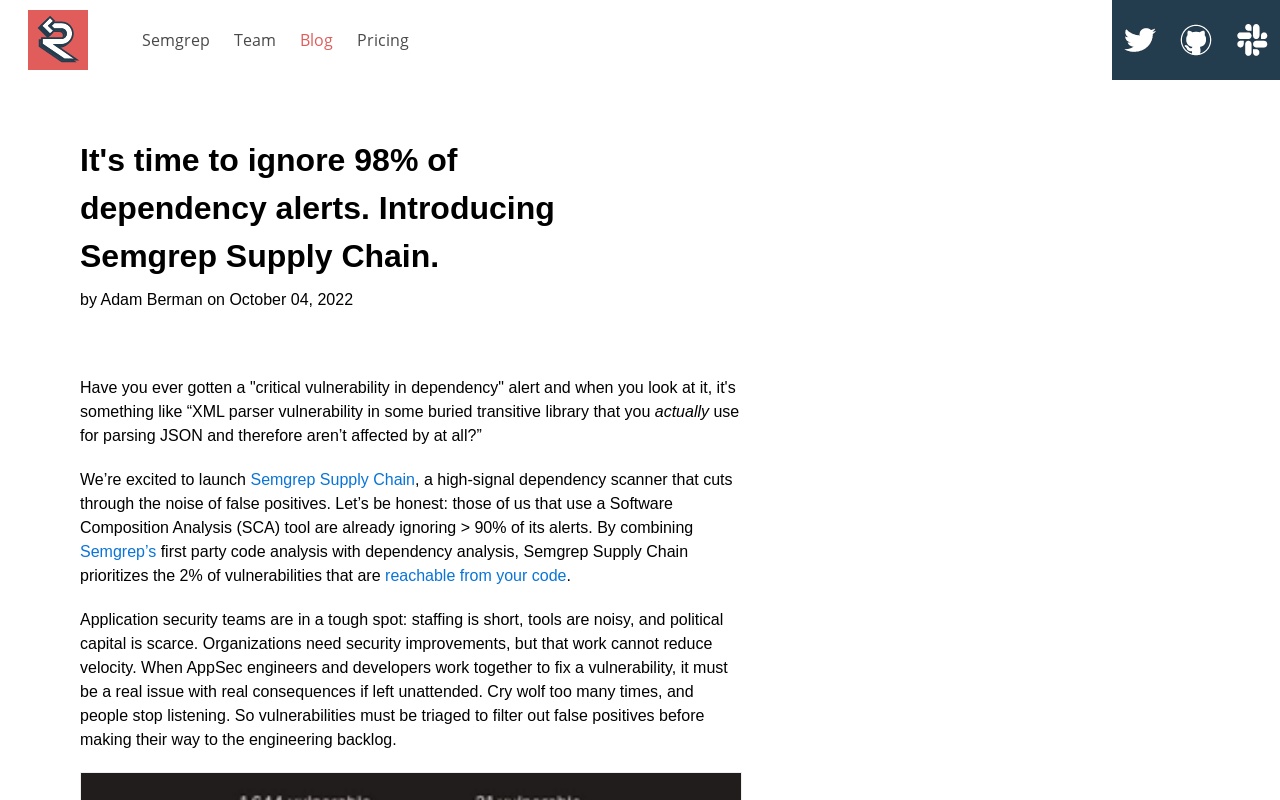 Semgrep Team Blog Pricing
It's time to ignore 98% of
dependency alerts. Introducing
Semgrep Supply Chain.
by Adam Berman on October 04, 2022
Have you ever gotten a "critical vulnerability in dependency" alert and when you look at it, it's
something like “XML parser vulnerability in some buried transitive library that you actually use
for parsing JSON and therefore aren’t affected by at all?”
We’re excited to launch Semgrep Supply Chain, a high-signal dependency scanner that cuts
through the noise of false positives. Let’s be honest: those of us that use a Software
Composition Analysis (SCA) tool are already ignoring > 90% of its alerts. By combining
Semgrep’s first party code analysis with dependency analysis, Semgrep Supply Chain
prioritizes the 2% of vulnerabilities that are reachable from your code.
Application security teams are in a tough spot: staffing is short, tools are noisy, and political
capital is scarce. Organizations need security improvements, but that work cannot reduce
velocity. When AppSec engineers and developers work together to fix a vulnerability, it must
be a real issue with real consequences if left unattended. Cry wolf too many times, and
people stop listening. So vulnerabilities must be triaged to filter out false positives before
making their way to the engineering backlog.